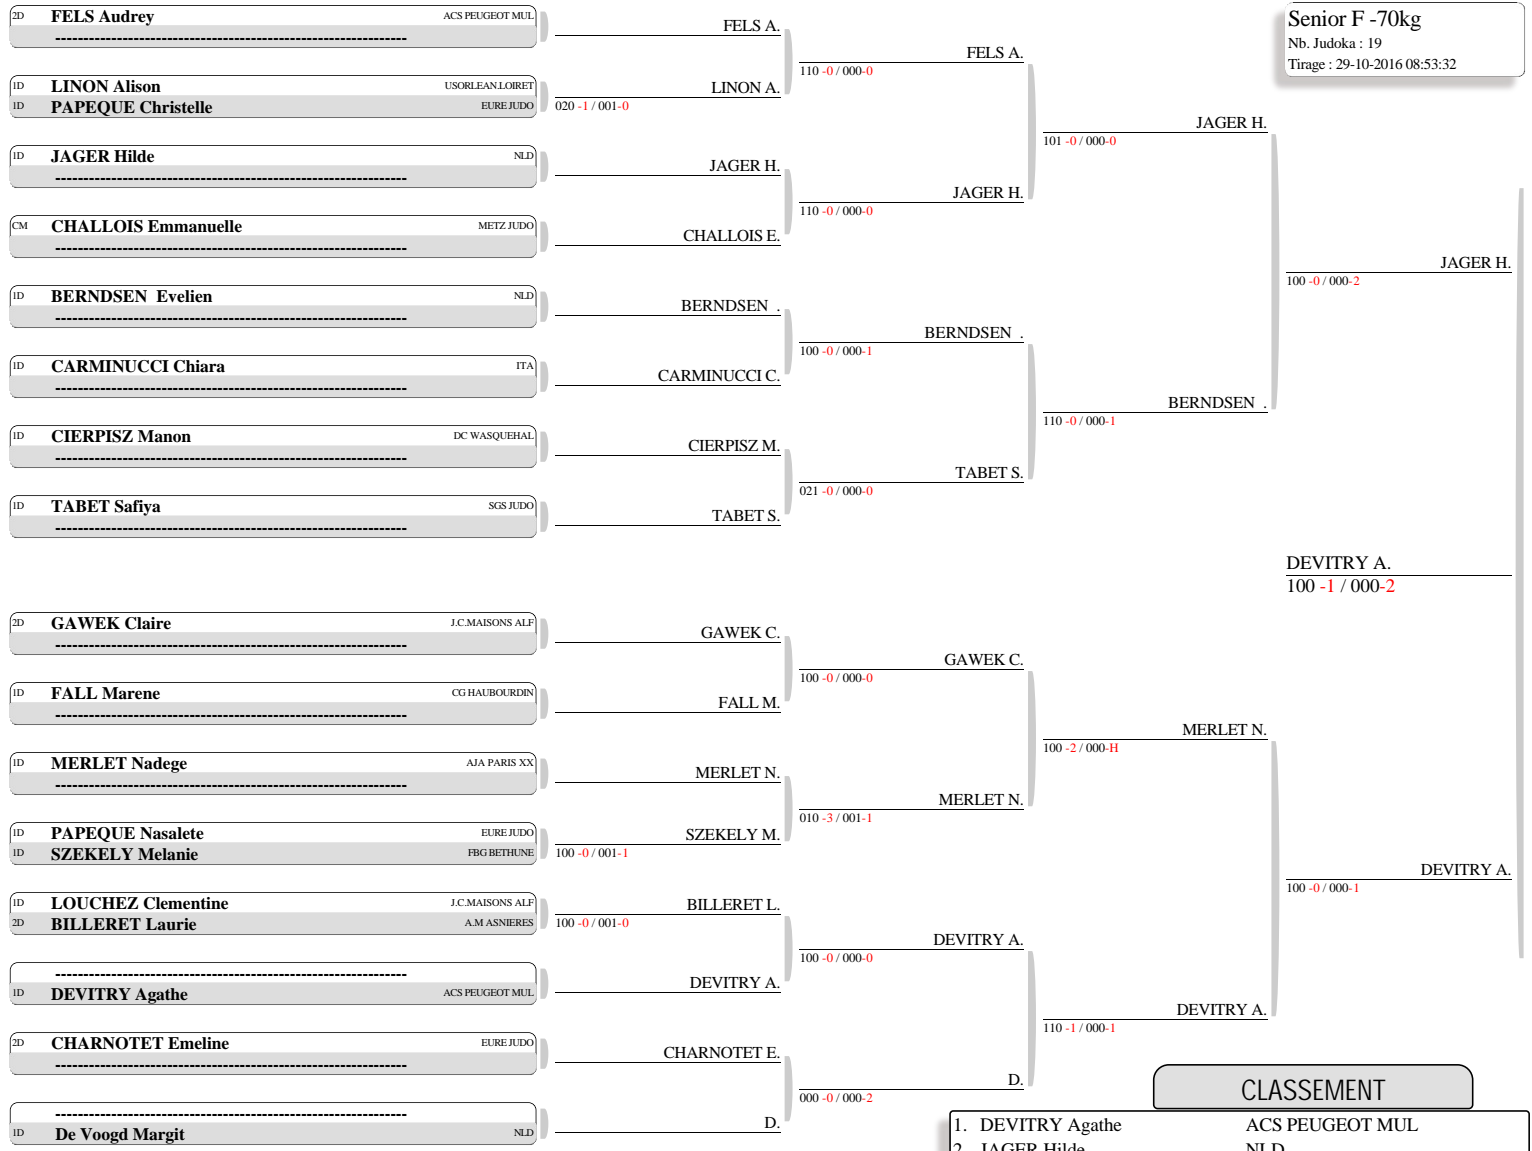 Senior F -70kg
Nb. Judoka : 19
Tirage : 29-10-2016 08:53:32
2D FELS Audrey ACS PEUGEOT MUL
------------------------------------------------------------
1D LINON Alison USORLEAN.LOIRET
1D PAPEQUE Christelle EURE JUDO
1D JAGER Hilde NLD
------------------------------------------------------------
CM CHALLOIS Emmanuelle METZ JUDO
------------------------------------------------------------
1D BERNDSEN Evelien NLD
------------------------------------------------------------
1D CARMINUCCI Chiara ITA
------------------------------------------------------------
1D CIERPISZ Manon DC WASQUEHAL
------------------------------------------------------------
1D TABET Safiya SGS JUDO
------------------------------------------------------------
2D GAWEK Claire J.C.MAISONS ALF
------------------------------------------------------------
1D FALL Marene CG HAUBOURDIN
------------------------------------------------------------
1D MERLET Nadege AJA PARIS XX
------------------------------------------------------------
1D PAPEQUE Nasalete EURE JUDO
1D SZEKELY Melanie FBG BETHUNE
1D LOUCHEZ Clementine J.C.MAISONS ALF
2D BILLERET Laurie A.M ASNIERES
------------------------------------------------------------
1D DEVITRY Agathe ACS PEUGEOT MUL
2D CHARNOTET Emeline EURE JUDO
------------------------------------------------------------
------------------------------------------------------------
1D De Voogd Margit NLD
FELS A.
LINON A.
020 -1 / 001-0
JAGER H.
CHALLOIS E.
BERNDSEN .
CARMINUCCI C.
CIERPISZ M.
TABET S.
GAWEK C.
FALL M.
MERLET N.
SZEKELY M.
100 -0 / 001-1
BILLERET L.
100 -0 / 001-0
DEVITRY A.
CHARNOTET E.
D.
FELS A.
110 -0 / 000-0
JAGER H.
110 -0 / 000-0
BERNDSEN .
100 -0 / 000-1
TABET S.
021 -0 / 000-0
GAWEK C.
100 -0 / 000-0
MERLET N.
010 -3 / 001-1
DEVITRY A.
100 -0 / 000-0
D.
000 -0 / 000-2
JAGER H.
101 -0 / 000-0
BERNDSEN .
110 -0 / 000-1
MERLET N.
100 -2 / 000-H
DEVITRY A.
110 -1 / 000-1
JAGER H.
100 -0 / 000-2
DEVITRY A.
100 -0 / 000-1
DEVITRY A.
100 -1 / 000-2
CLASSEMENT
1. DEVITRY Agathe ACS PEUGEOT MUL
2. JAGER Hilde NLD